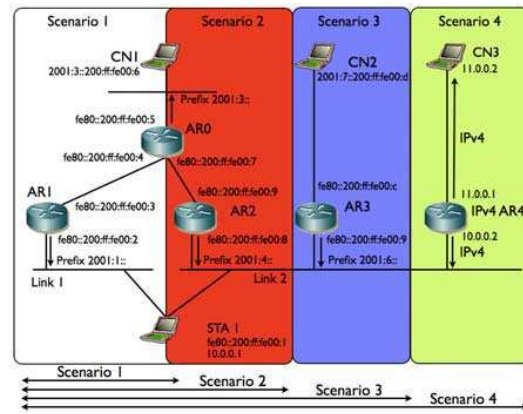 Scenario 1
Scenario 2
Scenario 3
Scenario 4
CN1
2001:3::200:ff:fe00:6
CN2
2001:7::200:ff:fe00:d
CN3
11.0.0.2
Prefix 2001:3::
fe80::200:ff:fe00:5
AR0
fe80::200:ff:fe00:4
fe80::200:ff:fe00:7
IPv4
AR1
fe80::200:ff:fe00:3
fe80::200:ff:fe00:9
AR2
fe80::200:ff:fe00:c
AR3
11.0.0.1
IPv4 AR4
fe80::200:ff:fe00:2
Prefix 2001:1::
fe80::200:ff:fe00:8
Prefix 2001:4::
fe80::200:ff:fe00:9
Prefix 2001:6::
10.0.0.2
IPv4
Link 1
Link 2
STA 1
fe80::200:ff:fe00:1
10.0.0.1
Scenario 1
Scenario 2
Scenario 3
Scenario 4